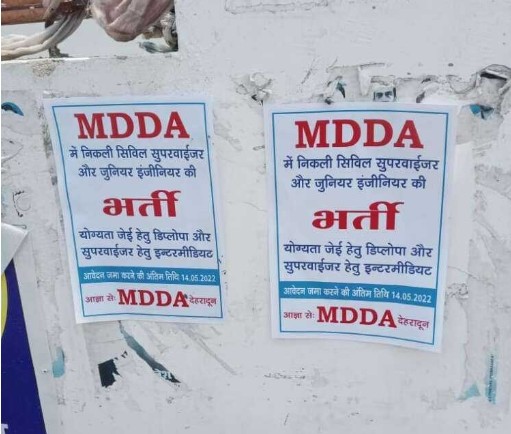 MDDA
में निकली सिविल सुपरवाईजर
और जुनियर इंजीनियर की
भर्ती
योग्यता जेई हेतु डिप्लोपा और
सुपरवाईजर हेतु इन्टरमीडियट
आवेदन जमा करने की अंतिम तिथि 14.05.2022
आज्ञा सेः MDDA देहरादून
MDDA
में निकली सिविल सुपरवाईजर
और जुनियर इंजीनियर की
भर्ती
योग्यता जेई हेतु डिप्लोपा और
सुपरवाईजर हेतु इन्टरमीडियट
आवेदन जमा करने की अंतिम तिथि 14.05.2022
आज्ञा सेः MDDA देहरादून